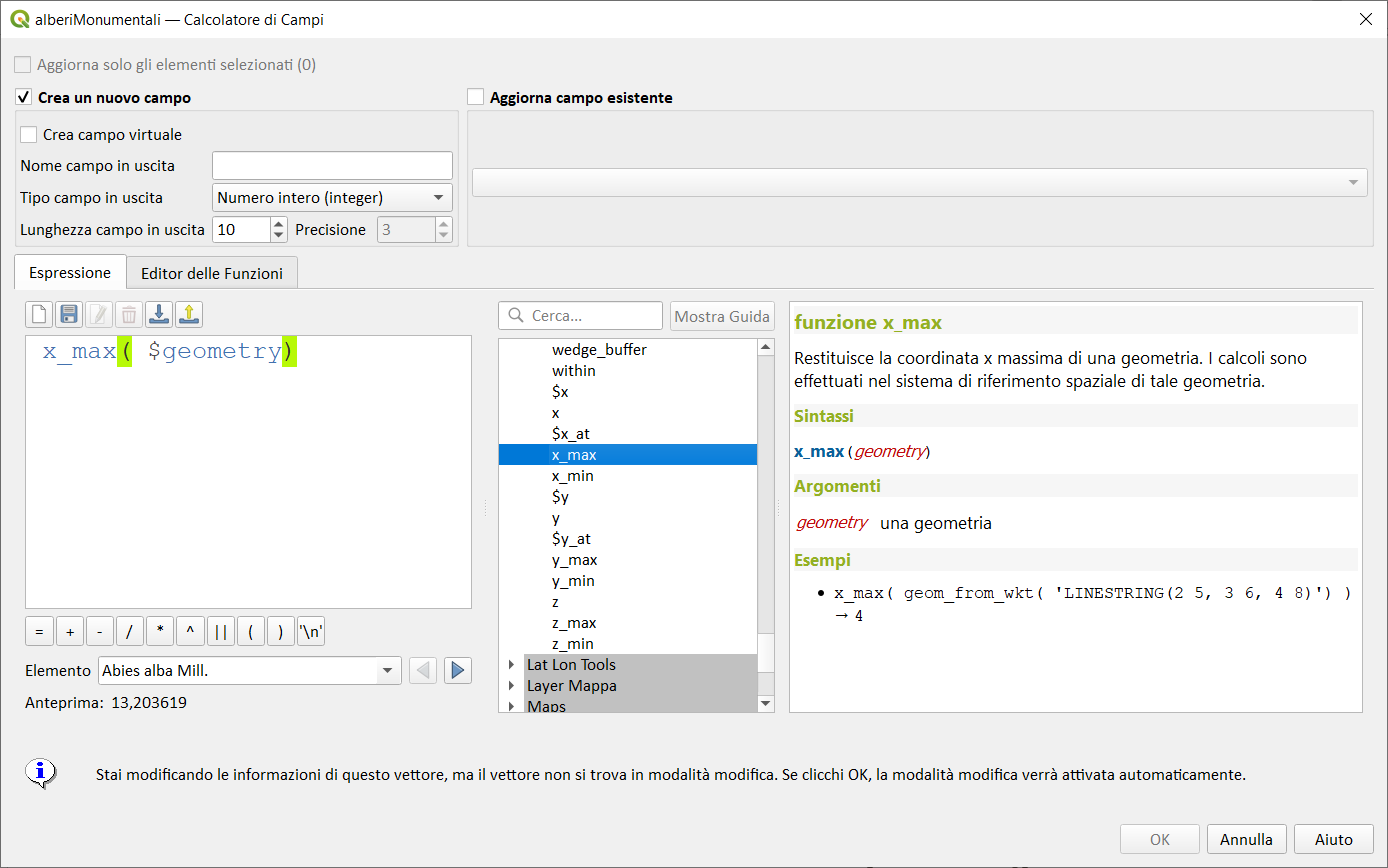 alberiMonumentali — Calcolatore di Campi
Aggiorna solo gli elementi selezionati (0)
Crea un nuovo campo
Aggiorna campo esistente
Crea campo virtuale
Nome campo in uscita
Tipo campo in uscita Numero intero (integer)
Lunghezza campo in uscita 10 Precisione 3
Espressione Editor delle Funzioni
x_max( $geometry)
= + - / * ^ || ( ) '\n'
Elemento Abies alba Mill.
Anteprima: 13,203619
Cerca... Mostra Guida
wedge_buffer
within
$x
x
$x_at
x_max
x_min
$y
y
$y_at
y_max
y_min
z
z_max
z_min
Lat Lon Tools
Layer Mappa
Maps
funzione x_max
Restituisce la coordinata x massima di una geometria. I calcoli sono
effettuati nel sistema di riferimento spaziale di tale geometria.
Sintassi
x_max(geometry)
Argomenti
geometry una geometria
Esempi
• x_max( geom_from_wkt( 'LINESTRING(2 5, 3 6, 4 8)') )
→ 4
Stai modificando le informazioni di questo vettore, ma il vettore non si trova in modalità modifica. Se clicchi OK, la modalità modifica verrà attivata automaticamente.
OK Annulla Aiuto